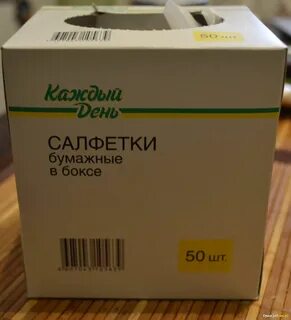 50 шт.
Каждый
День
САЛФЕТКИ
бумажные
в боксе
50 шт.